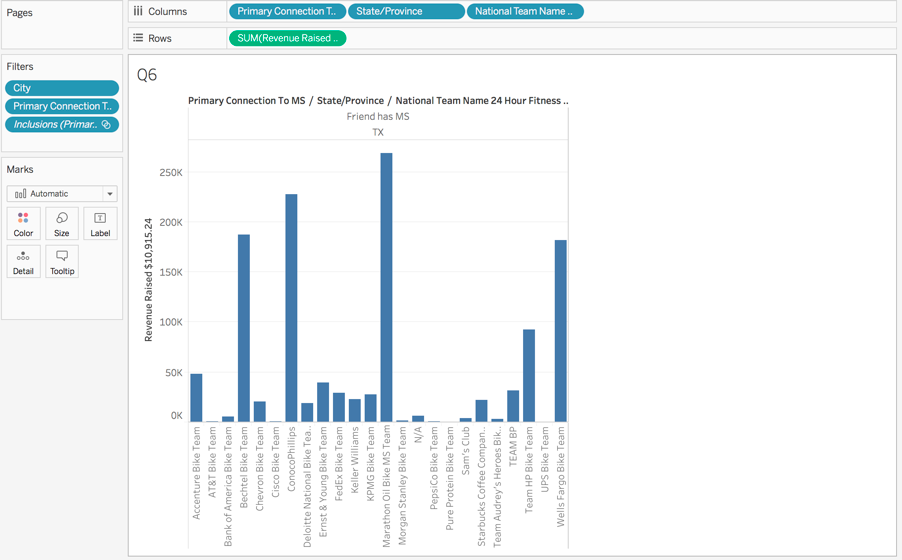 Pages
Columns
Primary Connection T..
State/Province
National Team Name ..
Rows
SUM(Revenue Raised ..
Filters
City
Primary Connection T..
Inclusions (Primar..
Marks
Automatic
Color
Size
Label
Detail
Tooltip
Q6
Primary Connection To MS / State/Province / National Team Name 24 Hour Fitness ..
Friend has MS
TX
Revenue Raised $10,915.24
250K
200K
150K
100K
50K
0K
Accenture Bike Team
AT&T Bike Team
Bank of America Bike Team
Bechtel Bike Team
Chevron Bike Team
Cisco Bike Team
ConocoPhillips
Deloitte National Bike Tea..
Ernst & Young Bike Team
FedEx Bike Team
Keller Williams
KPMG Bike Team
Marathon Oil Bike MS Team
Morgan Stanley Bike Team
N/A
PepsiCo Bike Team
Pure Protein Bike Team
Sam's Club
Starbucks Coffee Compan..
Team Audrey's Heroes Bik..
TEAM BP
Team HP Bike Team
UPS Bike Team
Wells Fargo Bike Team